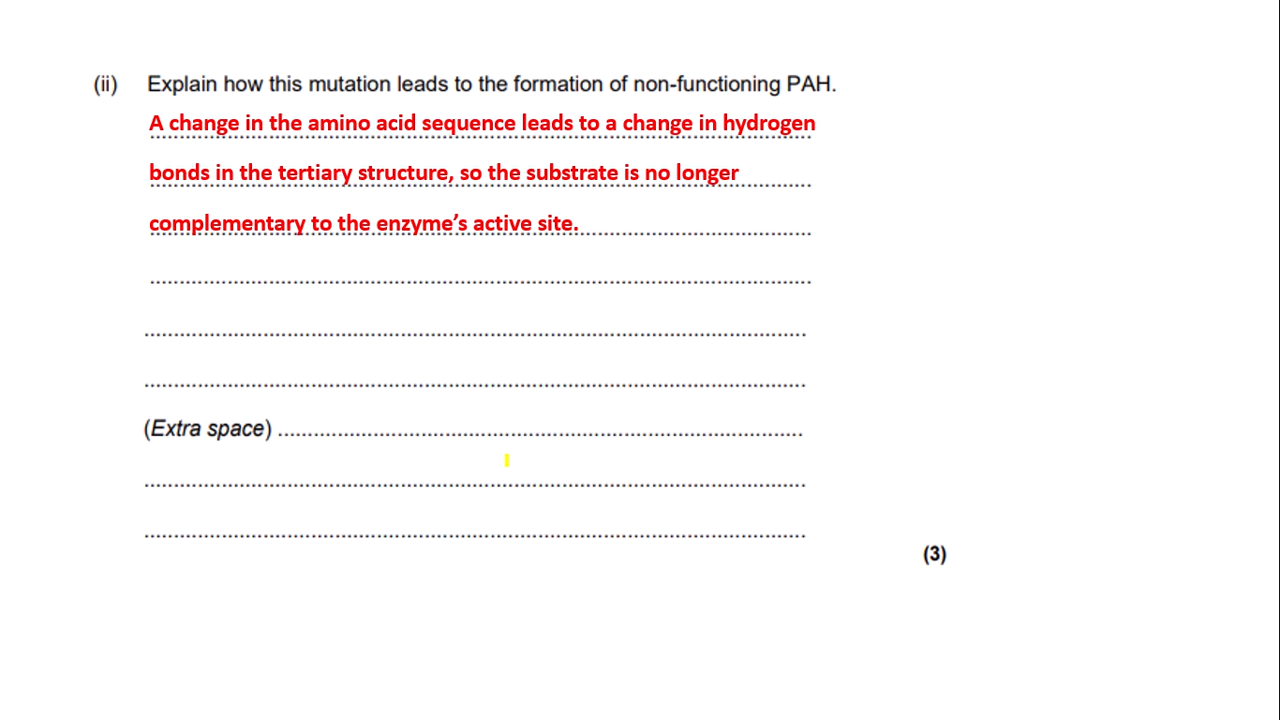 (ii) Explain how this mutation leads to the formation of non-functioning PAH.
A change in the amino acid sequence leads to a change in hydrogen
bonds in the tertiary structure, so the substrate is no longer
complementary to the enzyme’s active site.
(Extra space)
(3)